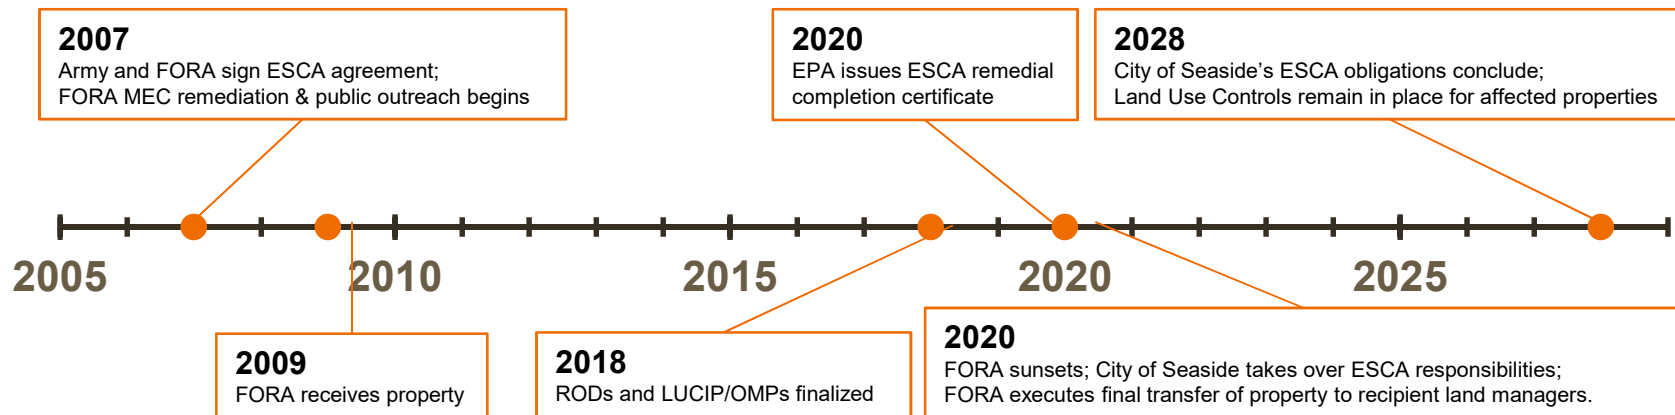 2007
Army and FORA sign ESCA agreement;
FORA MEC remediation & public outreach begins
2020
EPA issues ESCA remedial
completion certificate
2028
City of Seaside’s ESCA obligations conclude;
Land Use Controls remain in place for affected properties
2005
2010
2015
2020
2025
2009
FORA receives property
2018
RODs and LUCIP/OMPs finalized
2020
FORA sunsets; City of Seaside takes over ESCA responsibilities;
FORA executes final transfer of property to recipient land managers.